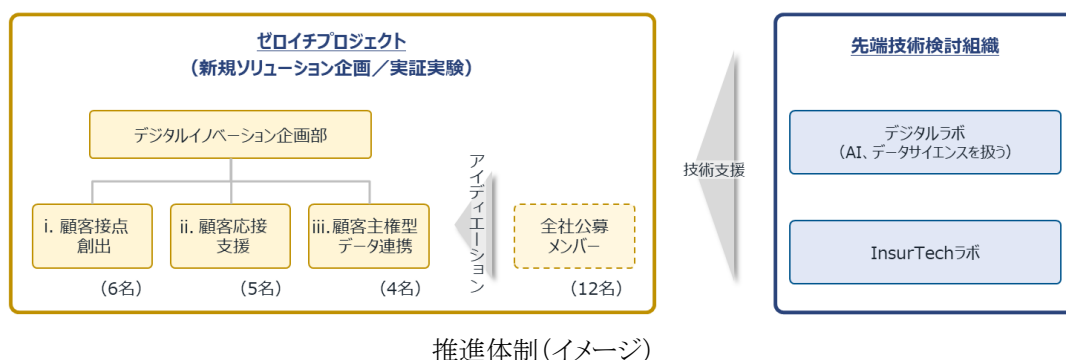 ゼロイチプロジェクト
(新規ソリューション企画/実証実験)
デジタルイノベーション企画部
i. 顧客接点
創出
(6名)
ii. 顧客応接
支援
(5名)
iii.顧客主権型
データ連携
(4名)
アイディエーション
全社公募
メンバー
(12名)
技術支援
先端技術検討組織
デジタルラボ
(AI、データサイエンスを扱う)
InsurTechラボ
推進体制(イメージ)